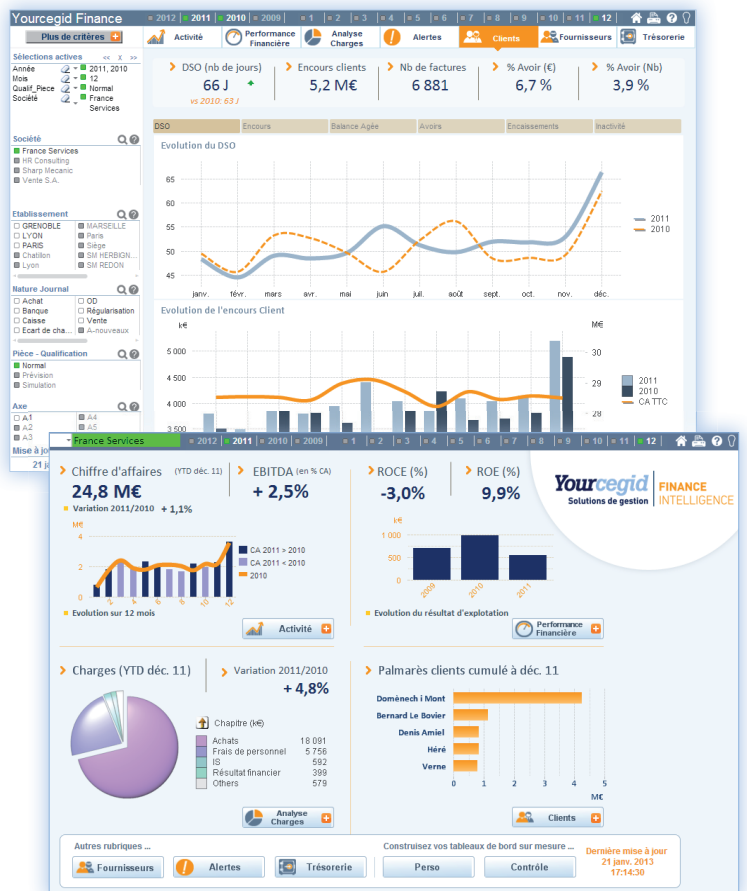 Yourcegid Finance
2012 2011 2010 2009 1 2 3 4 5 6 7 8 9 10 11 12
Plus de critères
Activité
Performance Financière
Analyse Charges
Alertes
Clients
Fournisseurs
Trésorerie
Sélections actives << X >>
Année 2011, 2010
Mois 12
Qualif_Piece Normal
Société France Services
DSO (nb de jours)
66 J
vs 2010: 63 J
Encours clients
5,2 M€
Nb de factures
6 881
% Avoir (€)
6,7 %
% Avoir (Nb)
3,9 %
DSO Encours Balance Agée Avoirs Encaissements Inactivité
Société
France Services
HR Consulting
Sharp Mecanic
Vente S.A.
Etablissement
GRENOBLE MARSEILLE
LYON Paris
PARIS Siège
Chatillon SM HERBIGN...
Lyon SM REDON
Nature Journal
Achat OD
Banque Régularisation
Caisse Vente
Ecart de cha... A-nouveaux
Pièce - Qualification
Normal
Prévision
Simulation
Axe
A1 A4
A2 A5
A3
Mise à jo
21 j
Evolution du DSO
65
60
55
50
45
janv. févr. mars avr. mai juin juil. août sept. oct. nov. déc.
2011
2010
Evolution de l'encours Client
k€ M€
5 000
4 500
4 000
3 500
30
29
28
2011
2010
CA TTC
France Services
2012 2011 2010 2009 1 2 3 4 5 6 7 8 9 10 11 12
Chiffre d'affaires (YTD déc. 11)
24,8 M€
Variation 2011/2010 + 1,1%
EBITDA (en % CA)
+ 2,5%
ROCE (%)
-3,0%
ROE (%)
9,9%
Yourcegid
Solutions de gestion
FINANCE
INTELLIGENCE
M€
4
2
0
2 4 6 8 10 12
CA 2011 > 2010
CA 2011 < 2010
2010
Evolution sur 12 mois
Activité
k€
1 000
500
0
2009 2010 2011
Evolution du résultat d'explotation
Performance Financière
Charges (YTD déc. 11)
Variation 2011/2010
+ 4,8%
Chapitre (k€)
Achats 18 091
Frais de personnel 5 756
IS 592
Résultat financier 399
Others 579
Analyse Charges
Palmarès clients cumulé à déc. 11
Domènech i Mont
Bernard Le Bovier
Denis Amiel
Héré
Verne
0 1 2 3 4 5
M€
Clients
Autres rubriques ...
Fournisseurs
Alertes
Trésorerie
Construisez vos tableaux de bord sur mesure ...
Perso
Contrôle
Dernière mise à jour
21 janv. 2013
17:14:30